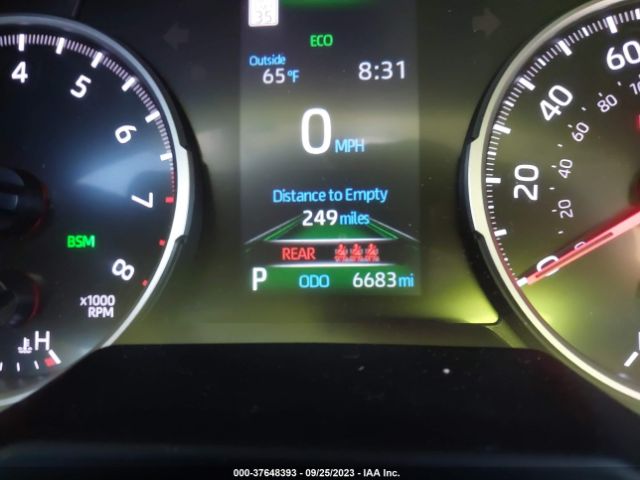 35
ECO
Outside
65°F
8:31
0 MPH
Distance to Empty
249 miles
REAR
P ODO 6683 mi
4
5
6
7
8
BSM
x1000
RPM
H
0
20
40
60
20
40
60
80
000-37648393 - 09/25/2023 - IAA Inc.